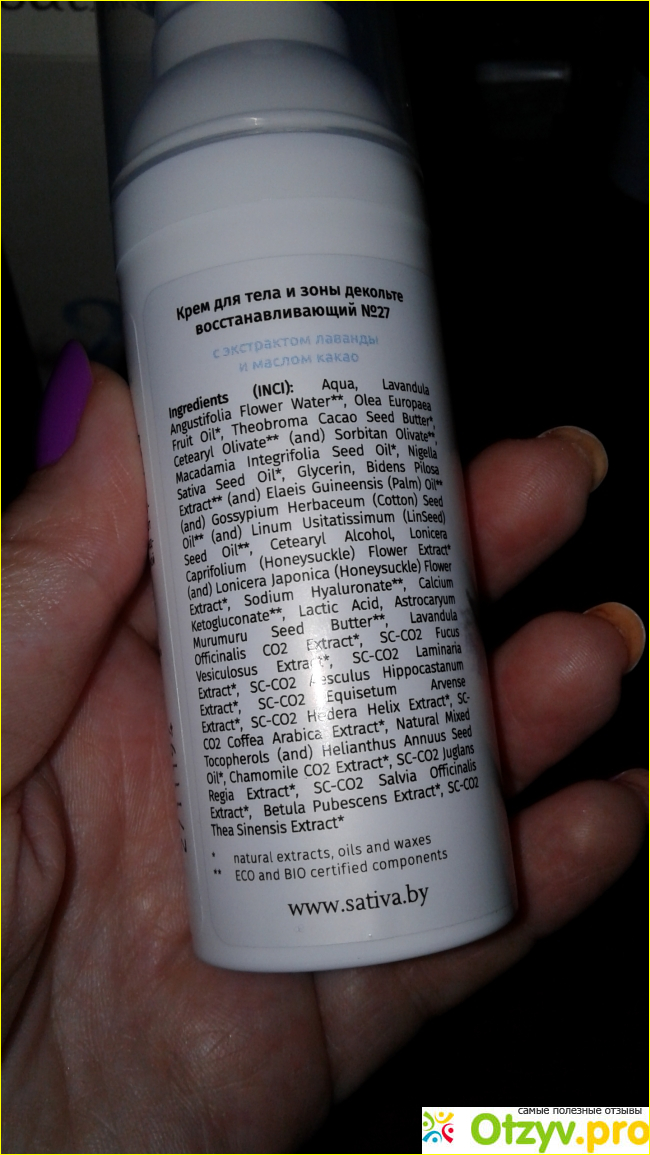 Крем для тела и зоны декольте
восстанавливающий №27
с экстрактом лаванды
и маслом какао
Ingredients (INCI): Aqua, Lavandula
Angustifolia Flower Water**, Olea Europaea
Fruit Oil*, Theobroma Cacao Seed Butter*,
Cetearyl Olivate** (and) Sorbitan Olivate**,
Macadamia Integrifolia Seed Oil*, Nigella
Sativa Seed Oil*, Glycerin, Bidens Pilosa
Extract** (and) Elaeis Guineensis (Palm) Oil**
(and) Gossypium Herbaceum (Cotton) Seed
Oil** (and) Linum Usitatissimum (LinSeed)
Seed Oil**, Cetearyl Alcohol, Lonicera
Caprifolium (Honeysuckle) Flower Extract*
(and) Lonicera Japonica (Honeysuckle) Flower
Extract*, Sodium Hyaluronate**, Calcium
Ketogluconate**, Lactic Acid, Astrocaryum
Murumuru Seed Butter**, Lavandula
Officinalis CO2 Extract*, SC-CO2 Fucus
Vesiculosus Extract*, SC-CO2 Laminaria
Extract*, SC-CO2 Aesculus Hippocastanum
Extract*, SC-CO2 Equisetum Arvense
Extract*, SC-CO2 Hedera Helix Extract*, SC-
CO2 Coffea Arabica Extract*, Natural Mixed
Tocopherols (and) Helianthus Annuus Seed
Oil*, Chamomile CO2 Extract*, SC-CO2 Juglans
Regia Extract*, SC-CO2 Salvia Officinalis
Extract*, Betula Pubescens Extract*, SC-CO2
Thea Sinensis Extract*
* natural extracts, oils and waxes
** ECO and BIO certified components
www.sativa.by
самые полезные отзывы
Otzyv.pro